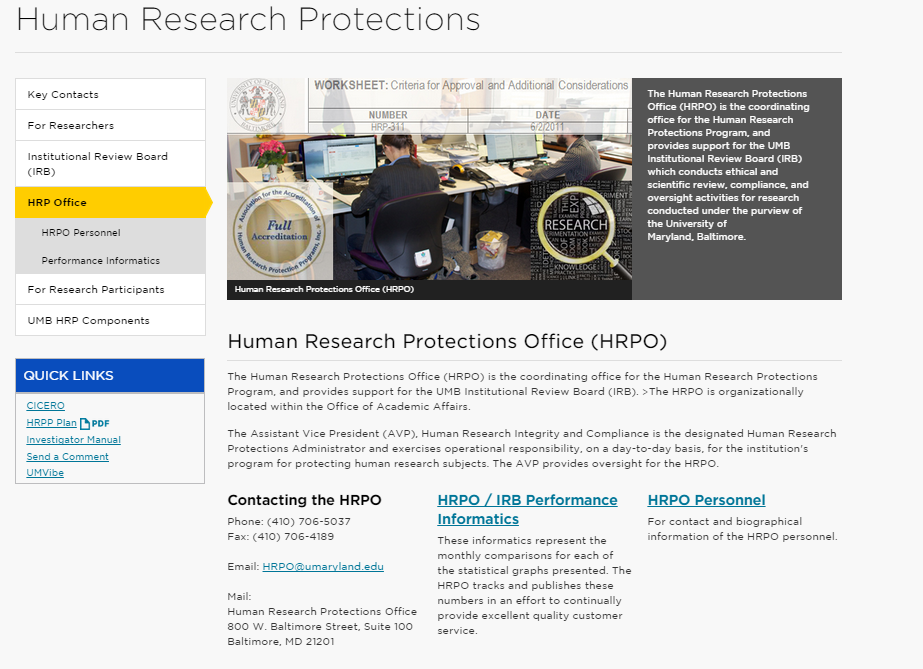 Human Research Protections
Key Contacts
For Researchers
Institutional Review Board
(IRB)
HRP Office
HRPO Personnel
Performance Informatics
For Research Participants
UMB HRP Components
QUICK LINKS
CICERO
HRPP Plan PDF
Investigator Manual
Send a Comment
UMVibe
UNIVERSITY OF MARYLAND
BALTIMORE
WORKSHEET: Criteria for Approval and Additional Considerations
NUMBER DATE
HRP-311 6/2/2011
Association for the Accreditation
Full
Accreditation
of Human Research Protection Programs, Inc.
RESEARCH
KNOWLEDGE
Human Research Protections Office (HRPO)
The Human Research Protections
Office (HRPO) is the coordinating
office for the Human Research
Protections Program, and
provides support for the UMB
Institutional Review Board (IRB)
which conducts ethical and
scientific review, compliance, and
oversight activities for research
conducted under the purview of
the University of
Maryland, Baltimore.
Human Research Protections Office (HRPO)
The Human Research Protections Office (HRPO) is the coordinating office for the Human Research Protections
Program, and provides support for the UMB Institutional Review Board (IRB). >The HRPO is organizationally
located within the Office of Academic Affairs.
The Assistant Vice President (AVP), Human Research Integrity and Compliance is the designated Human Research
Protections Administrator and exercises operational responsibility, on a day-to-day basis, for the institution's
program for protecting human research subjects. The AVP provides oversight for the HRPO.
Contacting the HRPO
Phone: (410) 706-5037
Fax: (410) 706-4189
Email: HRPO@umaryland.edu
Mail:
Human Research Protections Office
800 W. Baltimore Street, Suite 100
Baltimore, MD 21201
HRPO / IRB Performance
Informatics
These informatics represent the
monthly comparisons for each of
the statistical graphs presented. The
HRPO tracks and publishes these
numbers in an effort to continually
provide excellent quality customer
service.
HRPO Personnel
For contact and biographical
information of the HRPO personnel.